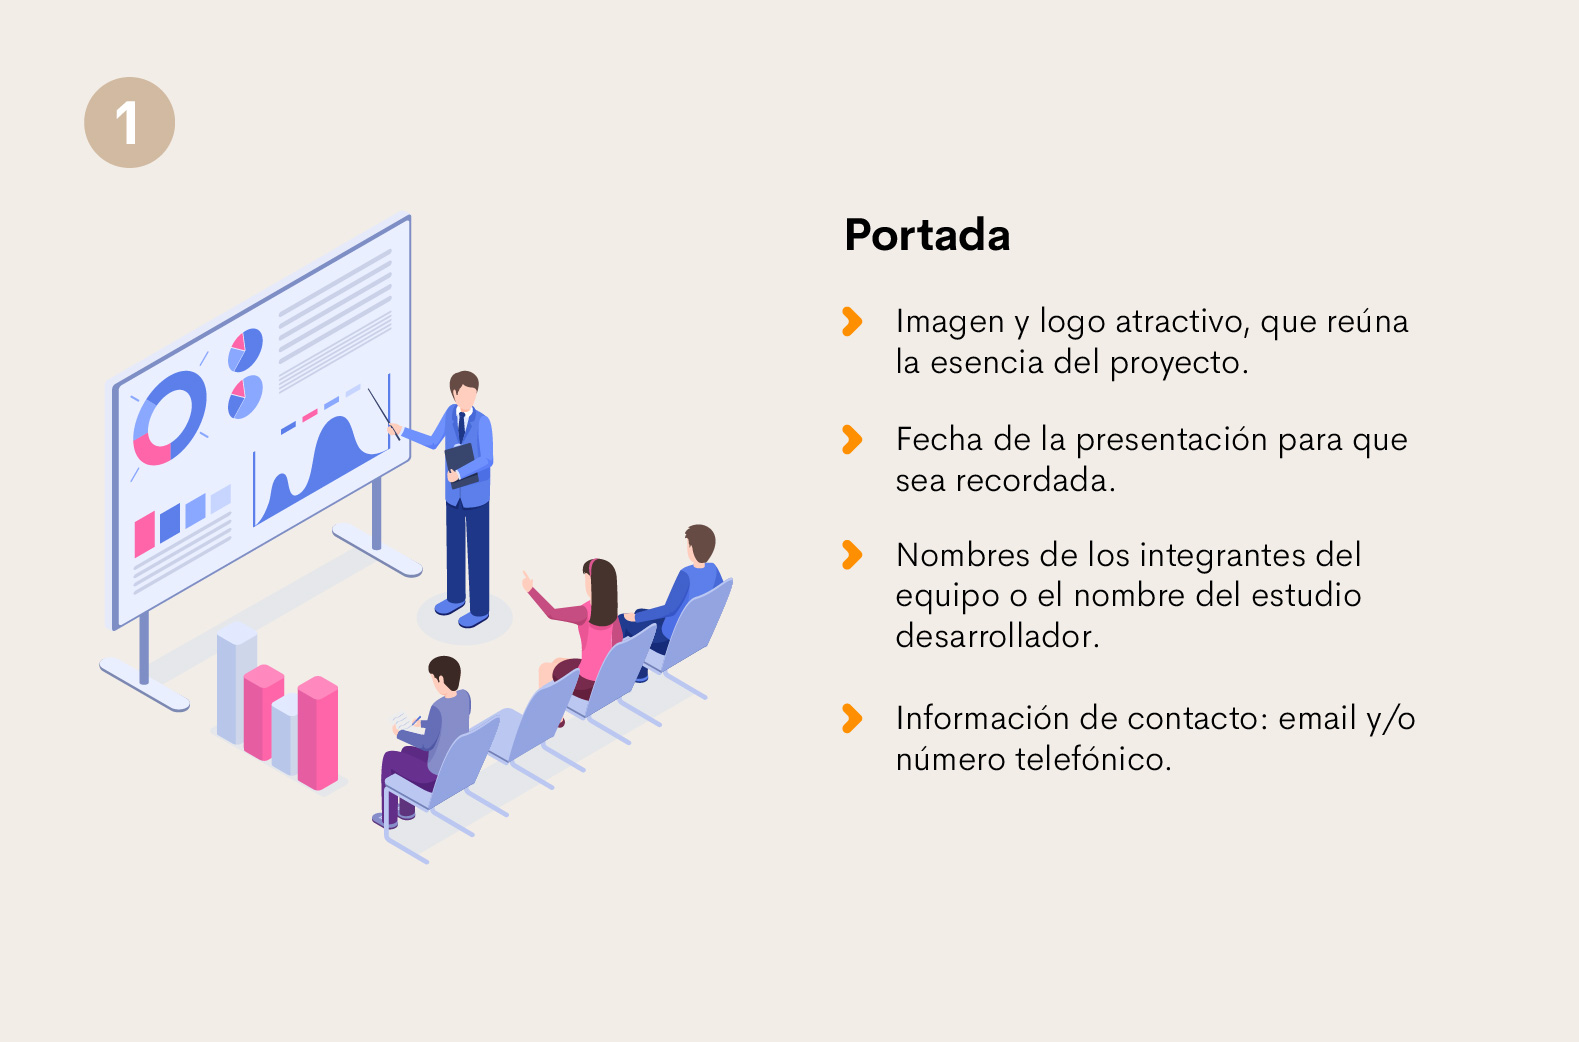 1
Portada
Imagen y logo atractivo, que reúna
la esencia del proyecto.
Fecha de la presentación para que
sea recordada.
Nombres de los integrantes del
equipo o el nombre del estudio
desarrollador.
Información de contacto: email y/o
número telefónico.